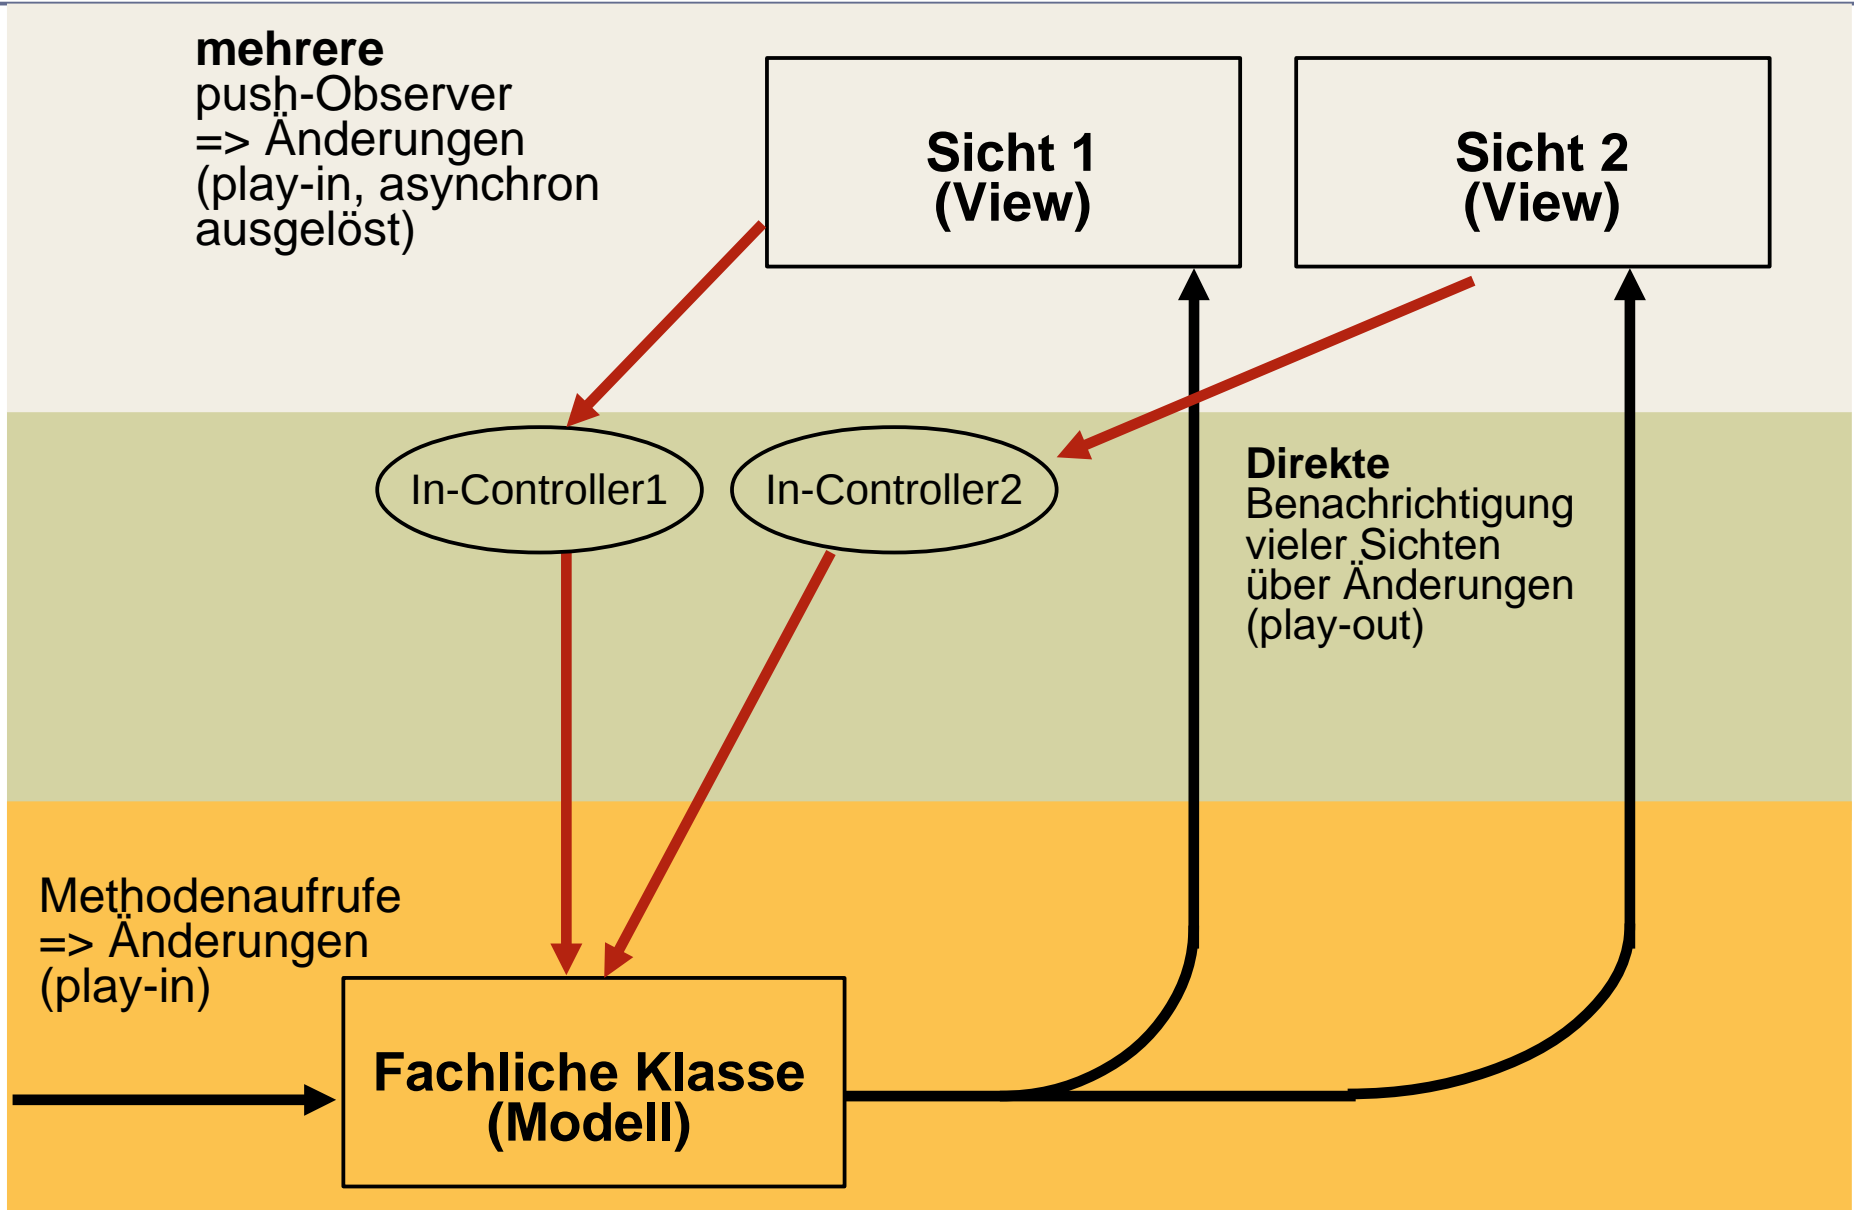 mehrere
push-Observer
=> Änderungen
(play-in, asynchron
ausgelöst)
Sicht 1
(View)
Sicht 2
(View)
In-Controller1
In-Controller2
Direkte
Benachrichtigung
vieler Sichten
über Änderungen
(play-out)
Methodenaufrufe
=> Änderungen
(play-in)
Fachliche Klasse
(Modell)